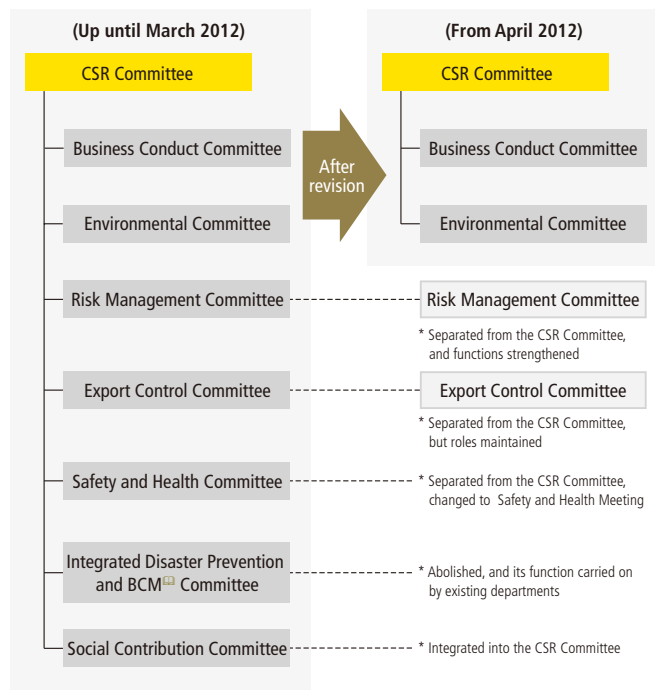 (Up until March 2012)
CSR Committee
Business Conduct Committee
Environmental Committee
Risk Management Committee
Export Control Committee
Safety and Health Committee
Integrated Disaster Prevention
and BCM Committee
Social Contribution Committee
After
revision
(From April 2012)
CSR Committee
Business Conduct Committee
Environmental Committee
Risk Management Committee
* Separated from the CSR Committee,
and functions strengthened
Export Control Committee
* Separated from the CSR Committee,
but roles maintained
* Separated from the CSR Committee,
changed to Safety and Health Meeting
* Abolished, and its function carried on
by existing departments
* Integrated into the CSR Committee